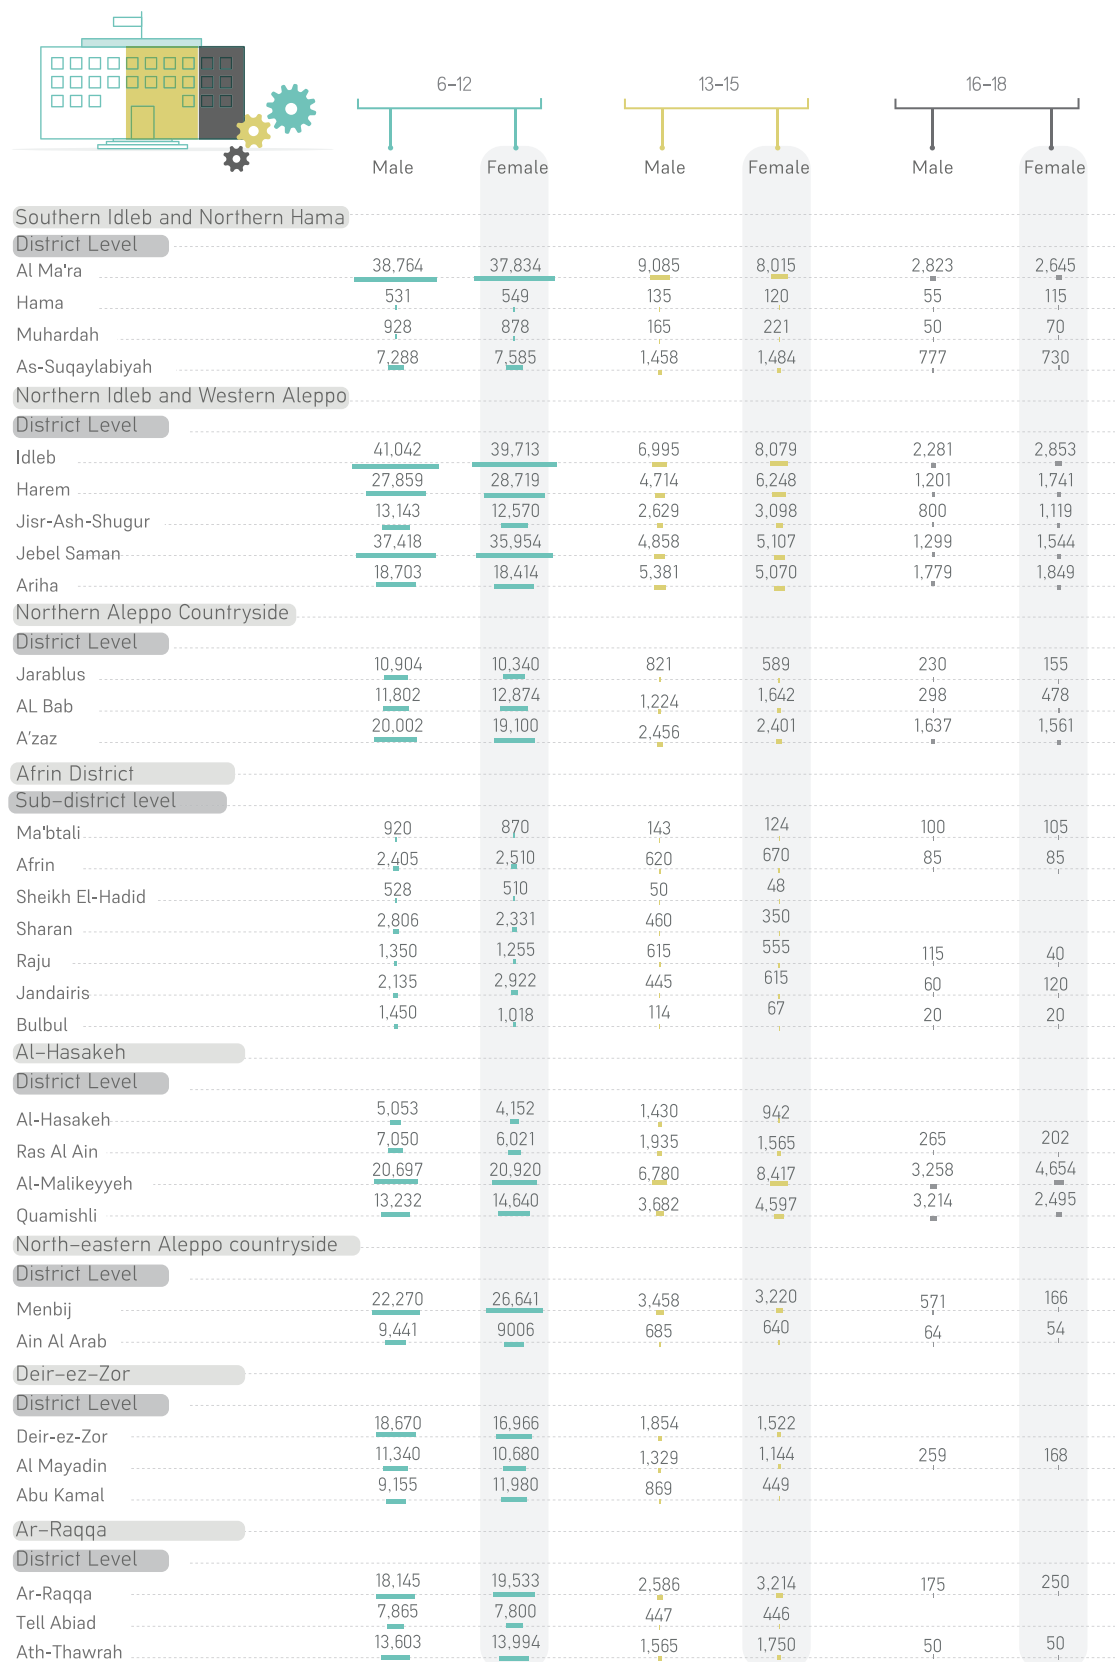 6–12 13–15 16–18
Male Female Male Female Male Female
Southern Idleb and Northern Hama
District Level
Al Ma'ra 38,764 37,834 9,085 8,015 2,823 2,645
Hama 531 549 135 120 55 115
Muhardah 928 878 165 221 50 70
As-Suqaylabiyah 7,288 7,585 1,458 1,484 777 730
Northern Idleb and Western Aleppo
District Level
Idleb 41,042 39,713 6,995 8,079 2,281 2,853
Harem 27,859 28,719 4,714 6,248 1,201 1,741
Jisr-Ash-Shugur 13,143 12,570 2,629 3,098 800 1,119
Jebel Saman 37,418 35,954 4,858 5,107 1,299 1,544
Ariha 18,703 18,414 5,381 5,070 1,779 1,849
Northern Aleppo Countryside
District Level
Jarablus 10,904 10,340 821 589 230 155
AL Bab 11,802 12,874 1,224 1,642 298 478
A'zaz 20,002 19,100 2,456 2,401 1,637 1,561
Afrin District
Sub–district level
Ma'btali 920 870 143 124 100 105
Afrin 2,405 2,510 620 670 85 85
Sheikh El-Hadid 528 510 50 48
Sharan 2,806 2,331 460 350
Raju 1,350 1,255 615 555 115 40
Jandairis 2,135 2,922 445 615 60 120
Bulbul 1,450 1,018 114 67 20 20
Al–Hasakeh
District Level
Al-Hasakeh 5,053 4,152 1,430 942
Ras Al Ain 7,050 6,021 1,935 1,565 265 202
Al-Malikeyyeh 20,697 20,920 6,780 8,417 3,258 4,654
Quamishli 13,232 14,640 3,682 4,597 3,214 2,495
North–eastern Aleppo countryside
District Level
Menbij 22,270 26,641 3,458 3,220 571 166
Ain Al Arab 9,441 9006 685 640 64 54
Deir–ez–Zor
District Level
Deir-ez-Zor 18,670 16,966 1,854 1,522
Al Mayadin 11,340 10,680 1,329 1,144 259 168
Abu Kamal 9,155 11,980 869 449
Ar–Raqqa
District Level
Ar-Raqqa 18,145 19,533 2,586 3,214 175 250
Tell Abiad 7,865 7,800 447 446
Ath-Thawrah 13,603 13,994 1,565 1,750 50 50